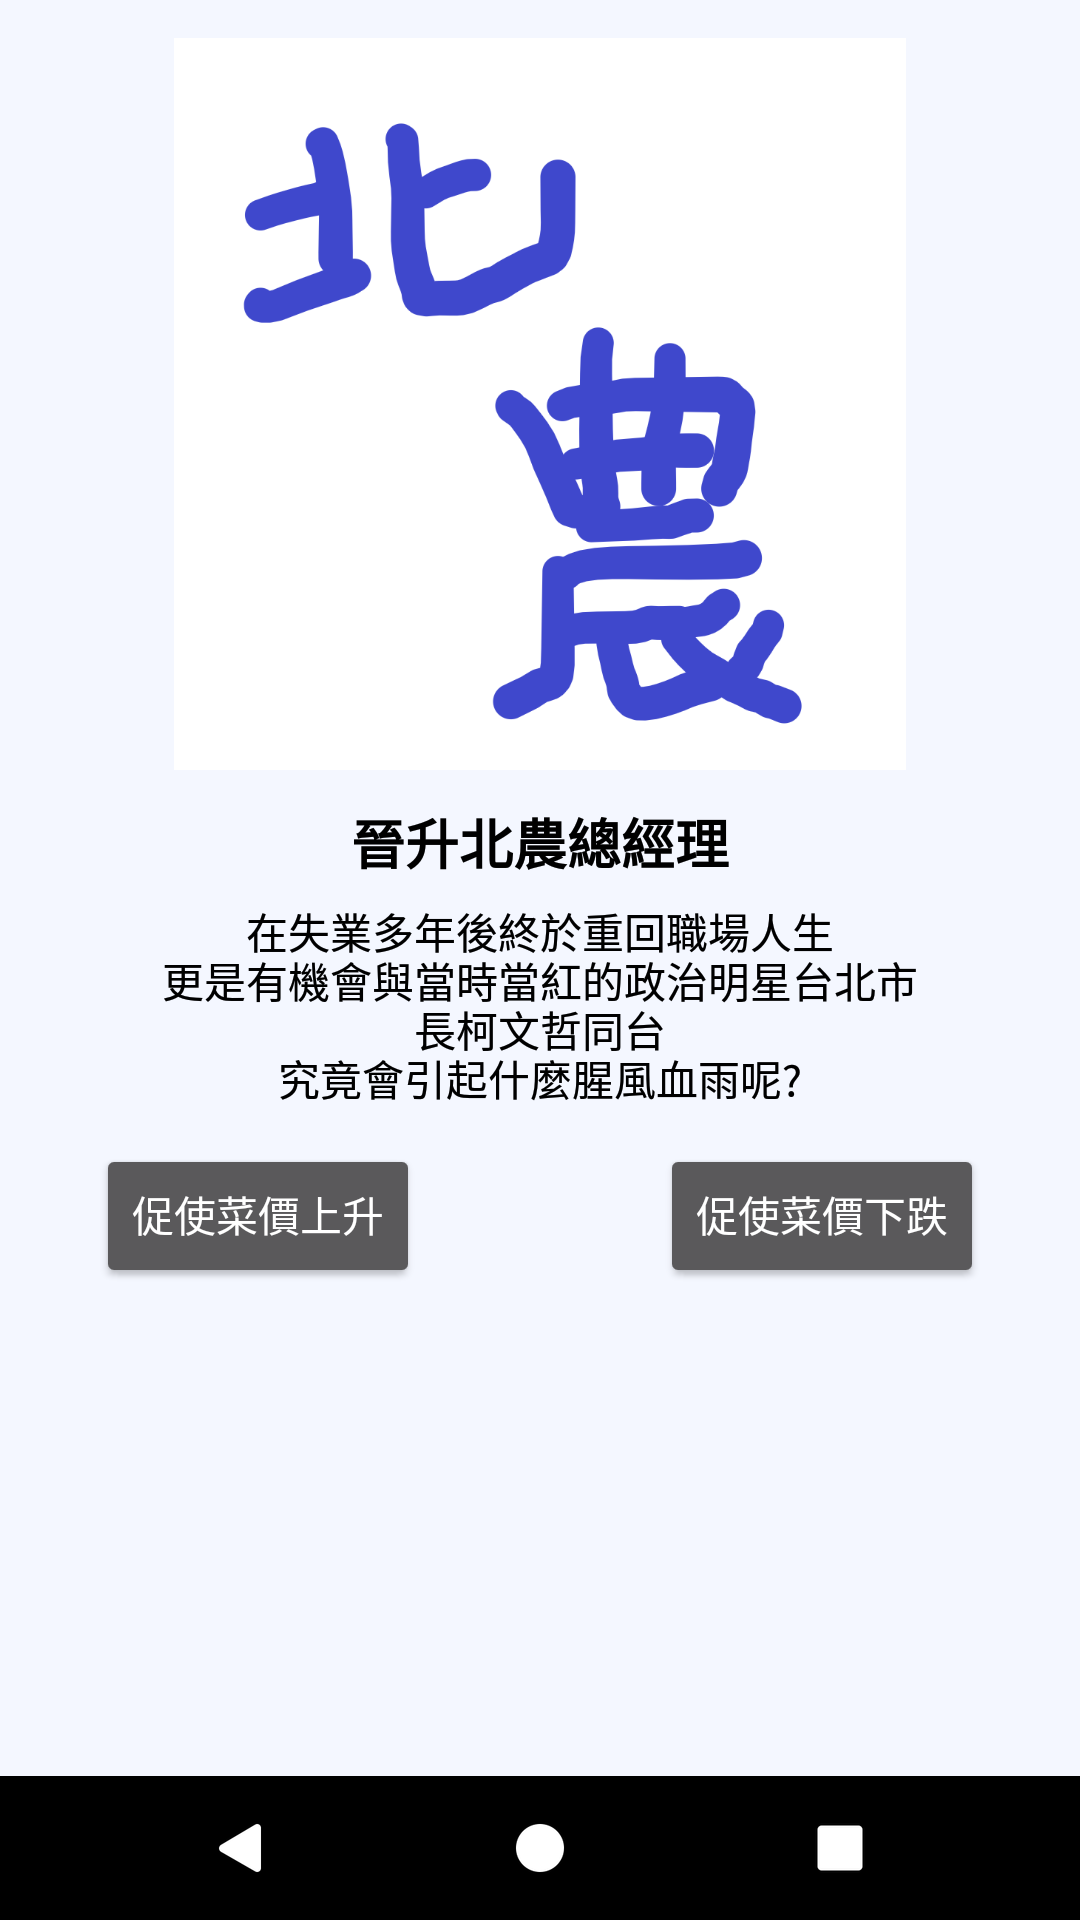 北
農
晉升北農總經理
在失業多年後終於重回職場人生
更是有機會與當時當紅的政治明星台北市
長柯文哲同台
究竟會引起什麼腥風血雨呢?
促使菜價上升
促使菜價下跌